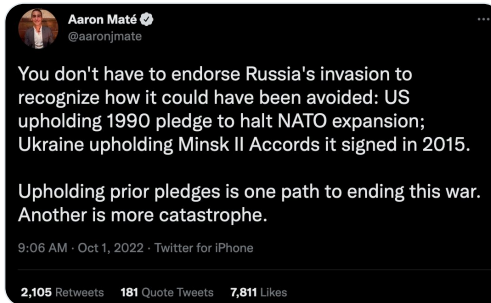 Aaron Maté
@aaronjmate
You don't have to endorse Russia's invasion to
recognize how it could have been avoided: US
upholding 1990 pledge to halt NATO expansion;
Ukraine upholding Minsk II Accords it signed in 2015.
Upholding prior pledges is one path to ending this war.
Another is more catastrophe.
9:06 AM · Oct 1, 2022 · Twitter for iPhone
2,105 Retweets 181 Quote Tweets 7,811 Likes